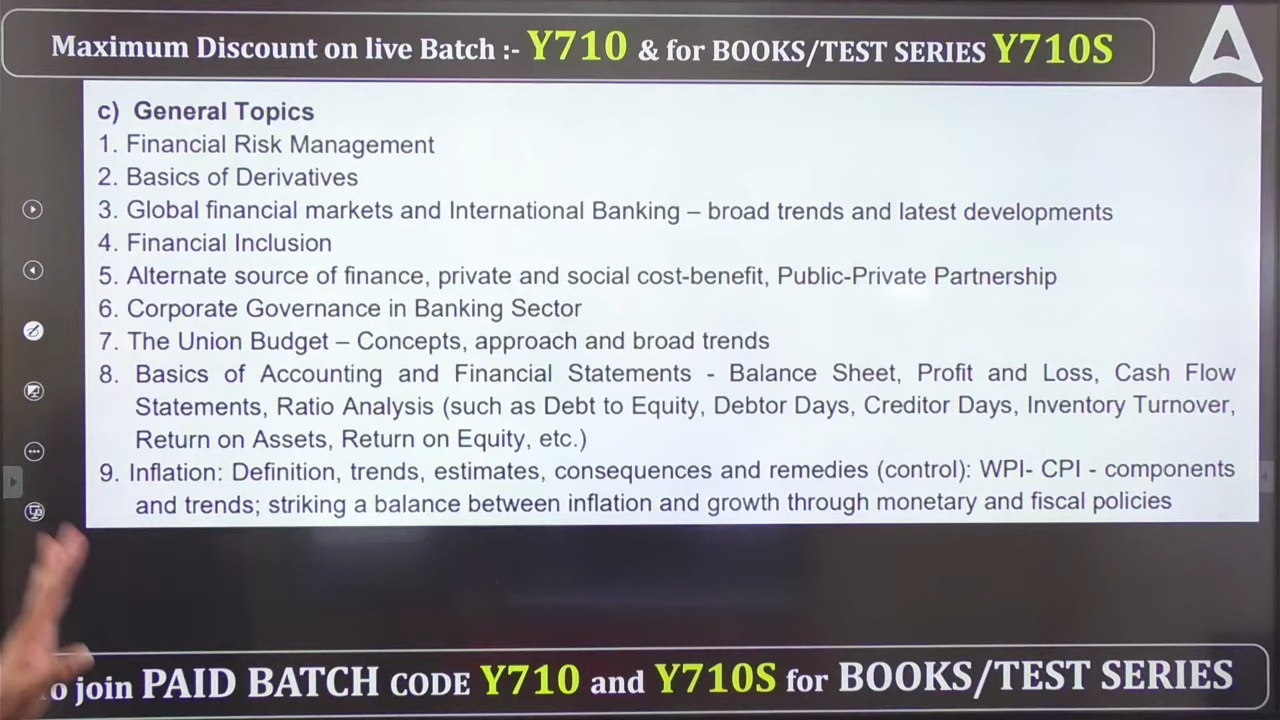 Maximum Discount on live Batch :- Y710 & for BOOKS/TEST SERIES Y710S
c) General Topics
1. Financial Risk Management
2. Basics of Derivatives
3. Global financial markets and International Banking – broad trends and latest developments
4. Financial Inclusion
5. Alternate source of finance, private and social cost-benefit, Public-Private Partnership
6. Corporate Governance in Banking Sector
7. The Union Budget – Concepts, approach and broad trends
8. Basics of Accounting and Financial Statements - Balance Sheet, Profit and Loss, Cash Flow
Statements, Ratio Analysis (such as Debt to Equity, Debtor Days, Creditor Days, Inventory Turnover,
Return on Assets, Return on Equity, etc.)
9. Inflation: Definition, trends, estimates, consequences and remedies (control): WPI- CPI - components
and trends; striking a balance between inflation and growth through monetary and fiscal policies
join PAID BATCH CODE Y710 and Y710S for BOOKS/TEST SERIES